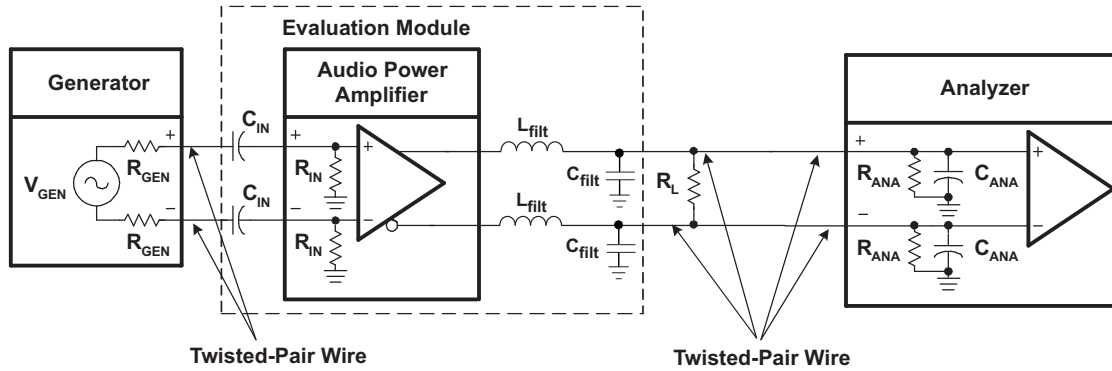 Evaluation Module
Generator
Audio Power
Amplifier
Analyzer
C_IN
L_filt
+
R_GEN
V_GEN
−
R_GEN
C_IN
+
+
R_IN
−
−
R_IN
L_filt
C_filt
C_filt
R_L
+
+
R_ANA
C_ANA
−
−
R_ANA
C_ANA
Twisted-Pair Wire
Twisted-Pair Wire